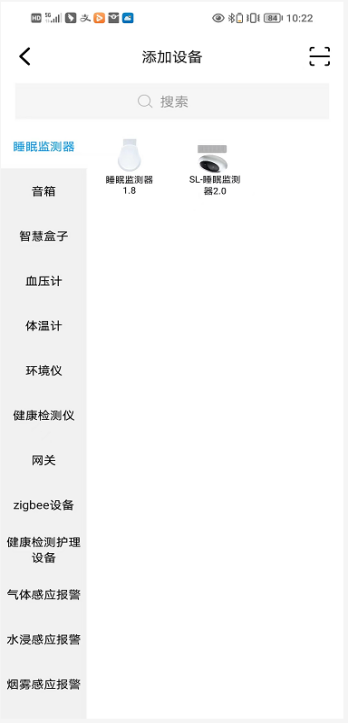 HD 5G 84 10:22
添加设备
搜索
睡眠监测器
睡眠监测器
1.8
SL-睡眠监测
器2.0
音箱
智慧盒子
血压计
体温计
环境仪
健康检测仪
网关
zigbee设备
健康检测护理
设备
气体感应报警
水浸感应报警
烟雾感应报警